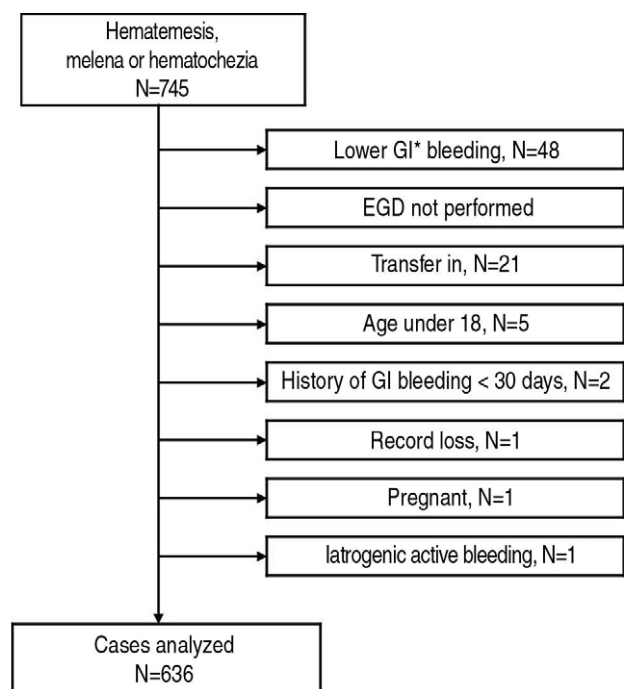 Hematemesis,
melena or hematochezia
N=745
Lower GI* bleeding, N=48
EGD not performed
Transfer in, N=21
Age under 18, N=5
History of GI bleeding < 30 days, N=2
Record loss, N=1
Pregnant, N=1
Iatrogenic active bleeding, N=1
Cases analyzed
N=636